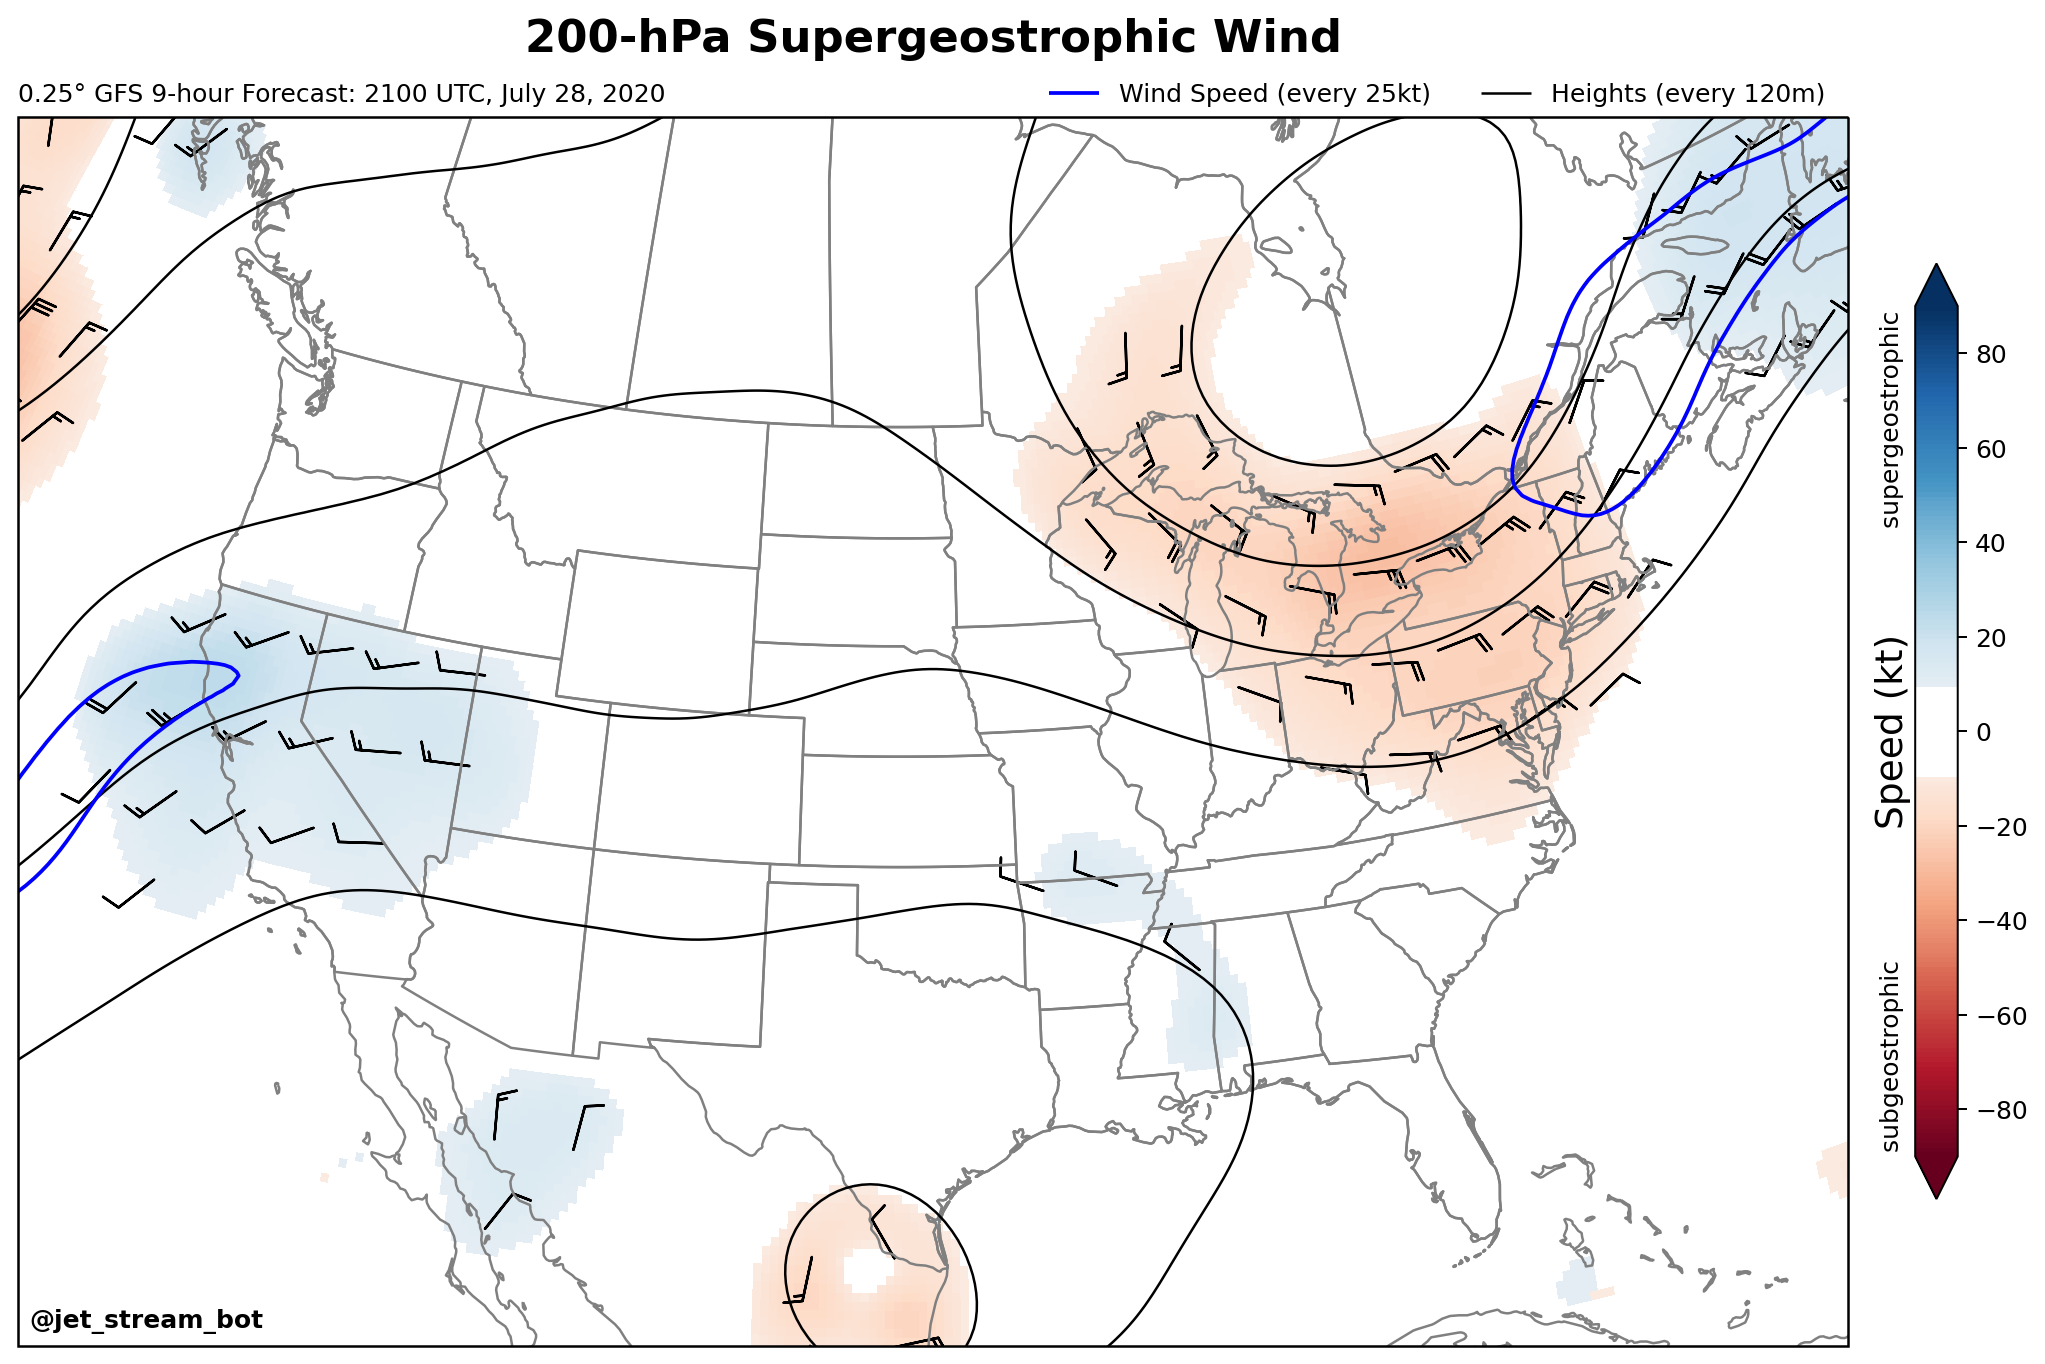 200-hPa Supergeostrophic Wind
0.25° GFS 9-hour Forecast: 2100 UTC, July 28, 2020
Wind Speed (every 25kt)
Heights (every 120m)
supergeostrophic
Speed (kt)
subgeostrophic
80
60
40
20
0
−20
−40
−60
−80
@jet_stream_bot